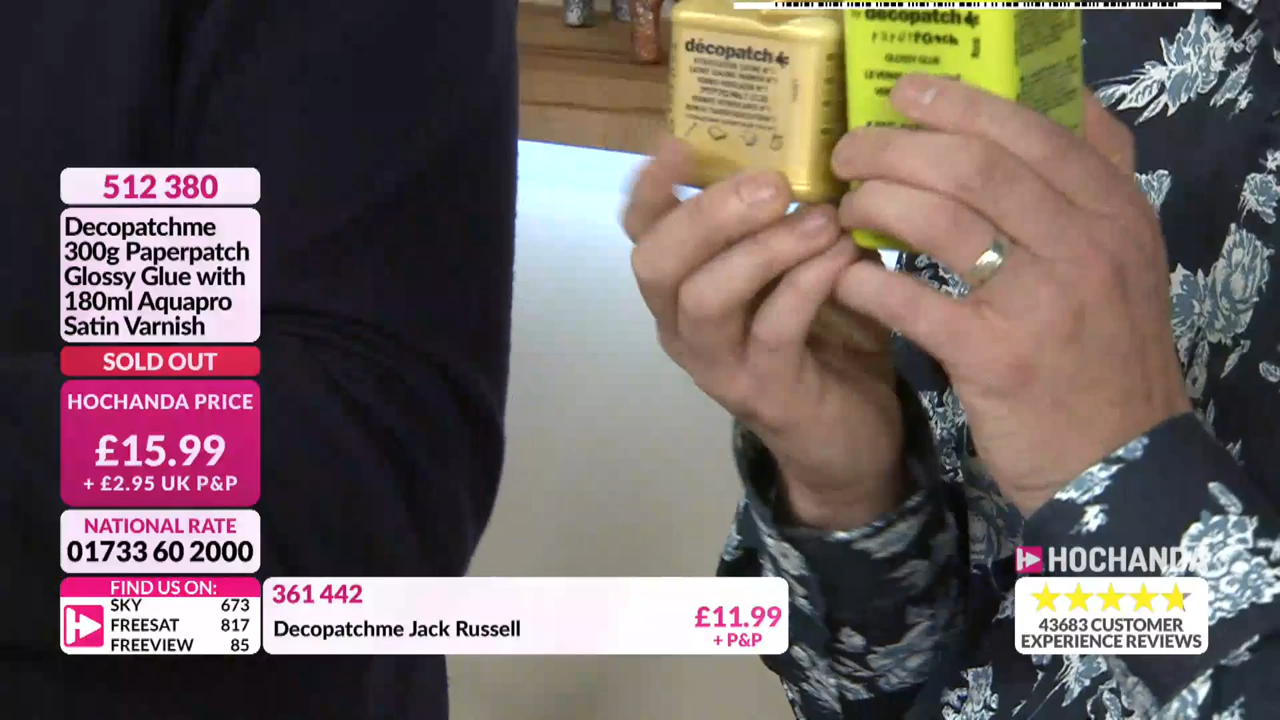 décopatch
décopatch
GLOSSY GLUE
512 380
Decopatchme
300g Paperpatch
Glossy Glue with
180ml Aquapro
Satin Varnish
SOLD OUT
HOCHANDA PRICE
£15.99
+ £2.95 UK P&P
NATIONAL RATE
01733 60 2000
FIND US ON:
SKY 673
FREESAT 817
FREEVIEW 85
361 442
Decopatchme Jack Russell
£11.99
+ P&P
HOCHANDA
43683 CUSTOMER
EXPERIENCE REVIEWS